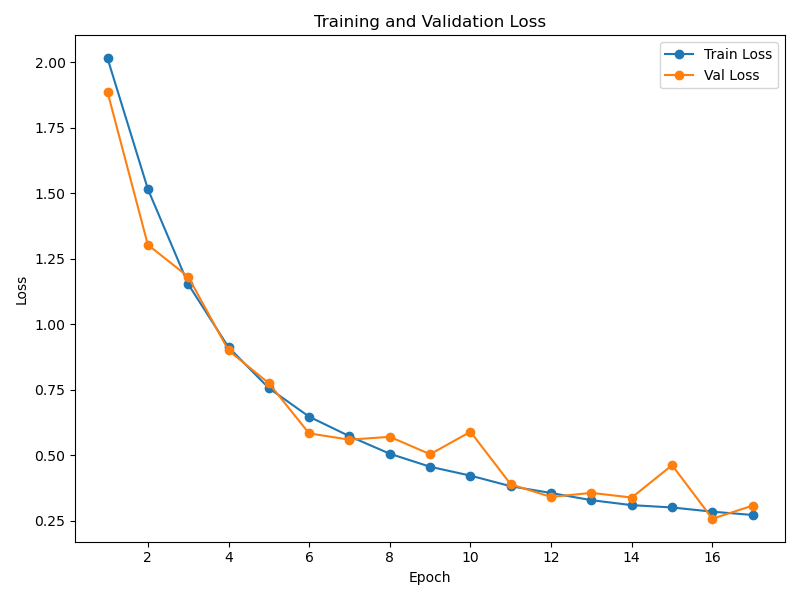 Training and Validation Loss
Train Loss
Val Loss
2.00
1.75
1.50
1.25
1.00
0.75
0.50
0.25
Loss
2 4 6 8 10 12 14 16
Epoch